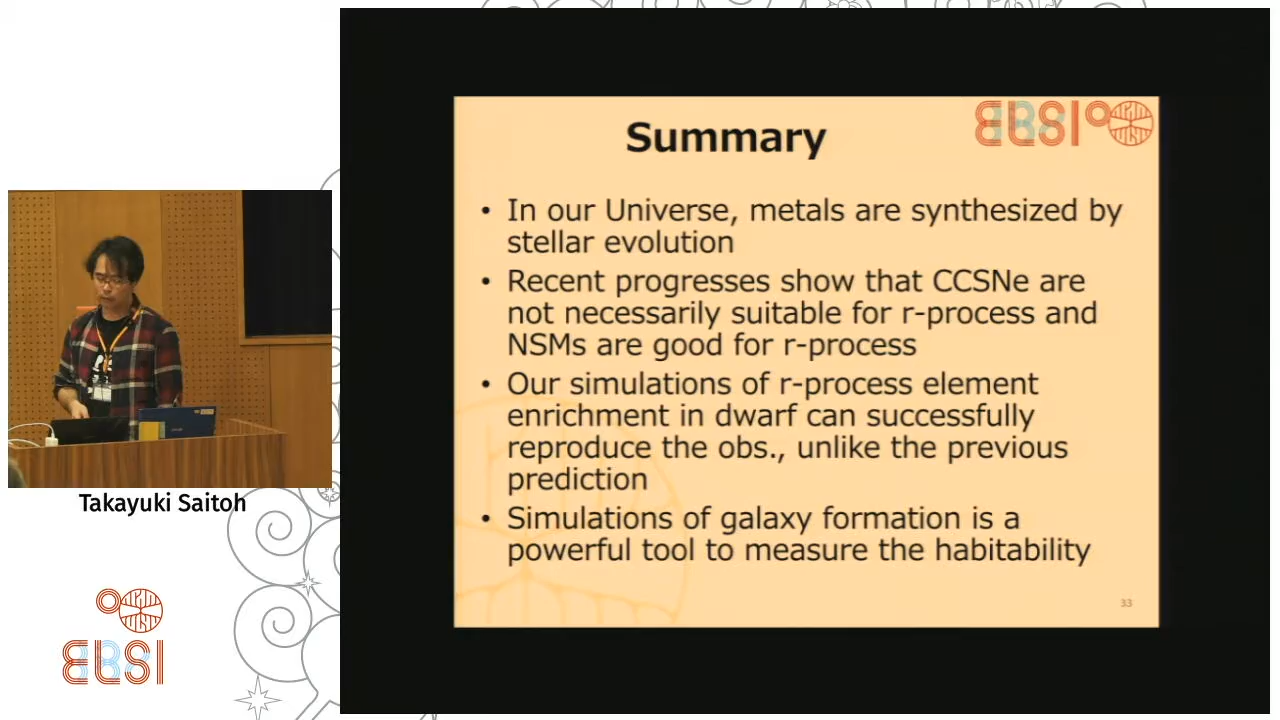 Summary
ELSI
• In our Universe, metals are synthesized by
stellar evolution
• Recent progresses show that CCSNe are
not necessarily suitable for r-process and
NSMs are good for r-process
• Our simulations of r-process element
enrichment in dwarf can successfully
reproduce the obs., unlike the previous
prediction
• Simulations of galaxy formation is a
powerful tool to measure the habitability
33
Takayuki Saitoh
ELSI